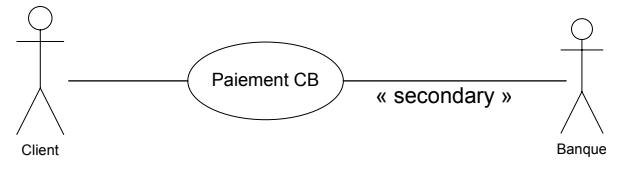 Paiement CB
« secondary »
Client
Banque